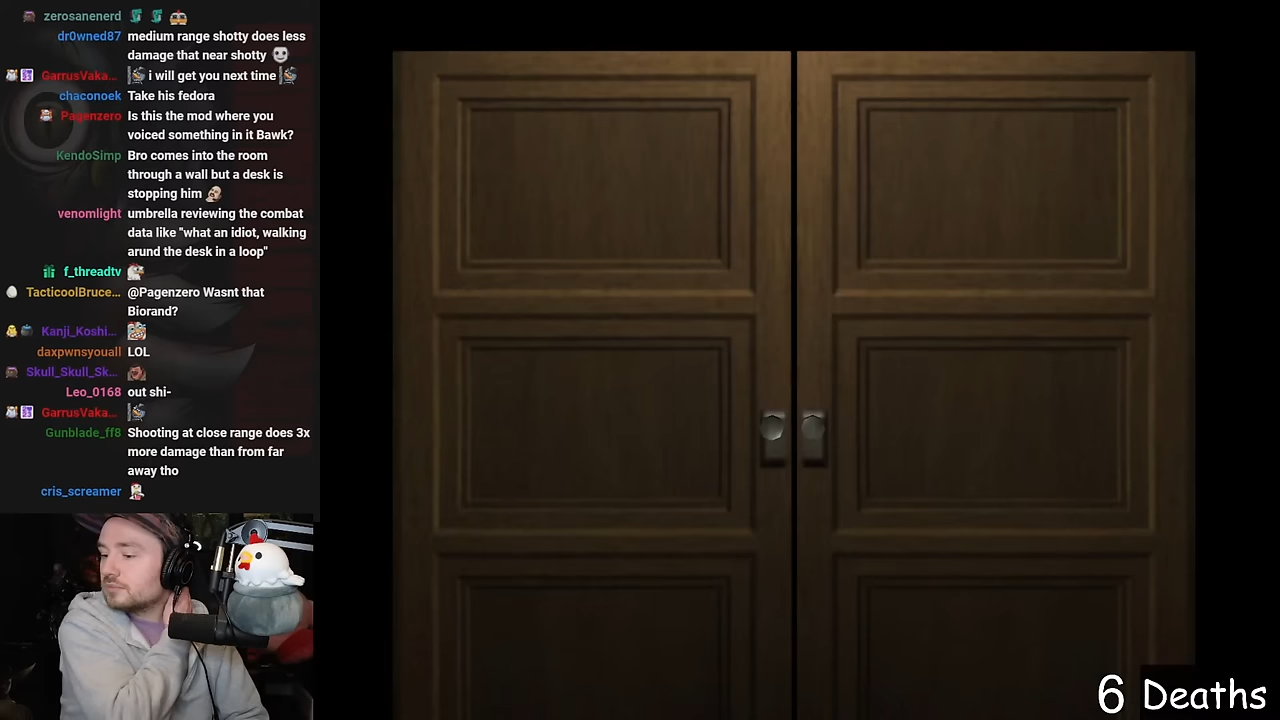 zerosanenerd
dr0wned87 medium range shotty does less
damage that near shotty
GarrusVaka... i will get you next time
chaconoek Take his fedora
Pagenzero Is this the mod where you
voiced something in it Bawk?
KendoSimp Bro comes into the room
through a wall but a desk is
stopping him
venomlight umbrella reviewing the combat
data like "what an idiot, walking
arund the desk in a loop"
f_threadtv
TacticoolBruce... @Pagenzero Wasnt that
Biorand?
Kanji_Koshi...
daxpwnsyouall LOL
Skull_Skull_Sk...
Leo_0168 out shi-
GarrusVaka...
Gunblade_ff8 Shooting at close range does 3x
more damage than from far
away tho
cris_screamer
6 Deaths